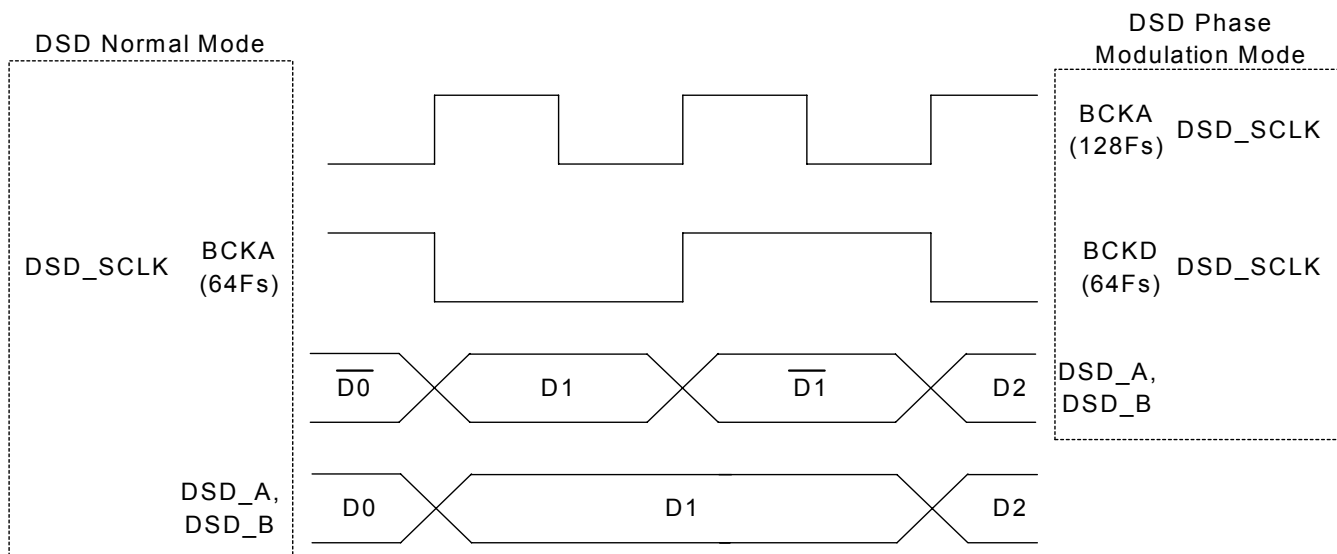 DSD Normal Mode
DSD Phase
Modulation Mode
BCKA
(128Fs)
DSD_SCLK
DSD_SCLK
BCKA
(64Fs)
BCKD
(64Fs)
DSD_SCLK
D0
D1
D1
D2
DSD_A,
DSD_B
DSD_A,
DSD_B
D0
D1
D2